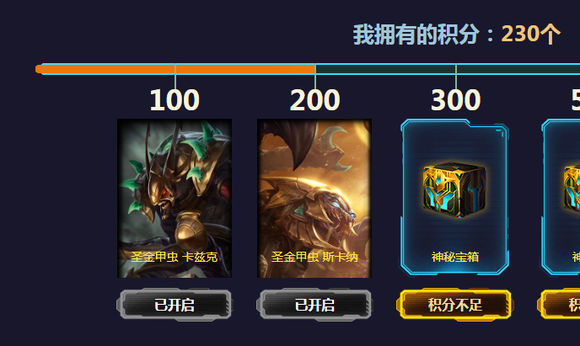 我拥有的积分：230个
100
200
300
圣金甲虫 卡兹克
圣金甲虫 斯卡纳
神秘宝箱
已开启
已开启
积分不足